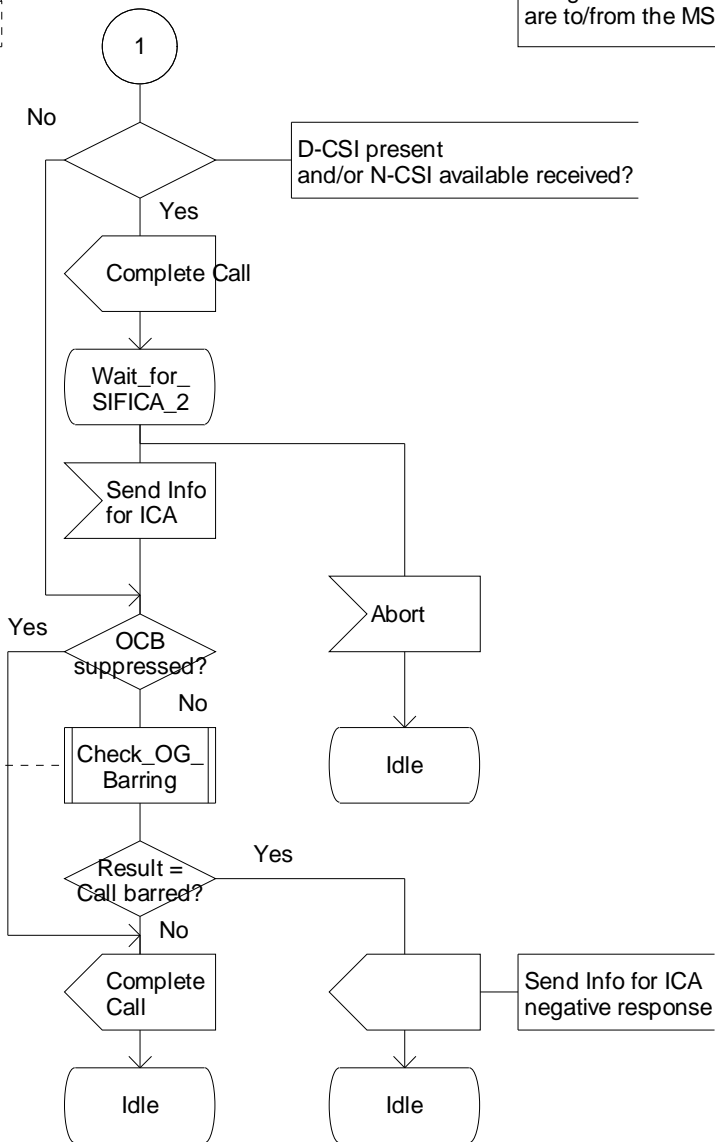 are to/from the MS
1
No
D-CSI present
and/or N-CSI available received?
Yes
Complete Call
Wait_for_
SIFICA_2
Send Info
for ICA
Abort
Yes
OCB
suppressed?
No
Check_OG_
Barring
Idle
Result =
Call barred?
Yes
No
Complete
Call
Send Info for ICA
negative response
Idle
Idle